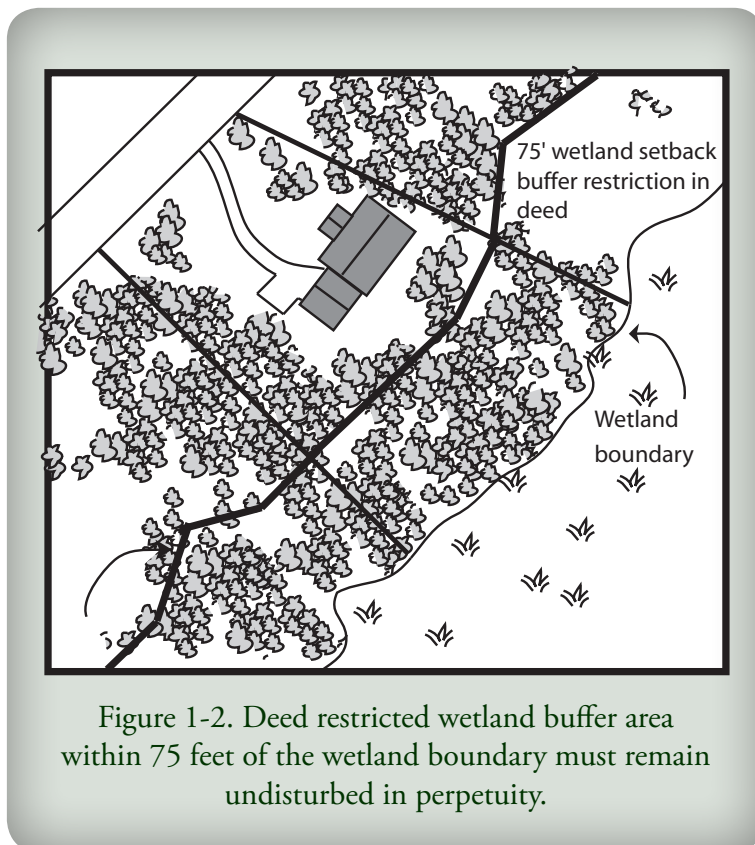 75' wetland setback
buffer restriction in
deed
Wetland
boundary
Figure 1-2. Deed restricted wetland buffer area
within 75 feet of the wetland boundary must remain
undisturbed in perpetuity.